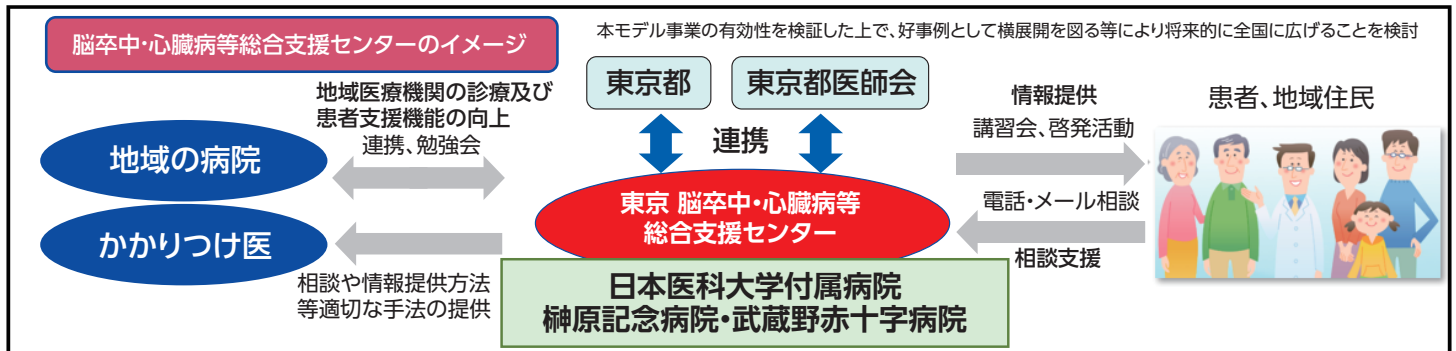 脳卒中・心臓病等総合支援センターのイメージ
本モデル事業の有効性を検証した上で、好事例として横展開を図る等により将来的に全国に広げることを検討
地域医療機関の診療及び
患者支援機能の向上
連携、勉強会
地域の病院
かかりつけ医
相談や情報提供方法
等適切な手法の提供
東京都
東京都医師会
連携
東京 脳卒中・心臓病等
総合支援センター
日本医科大学付属病院
榊原記念病院・武蔵野赤十字病院
情報提供
講習会、啓発活動
電話・メール相談
相談支援
患者、地域住民